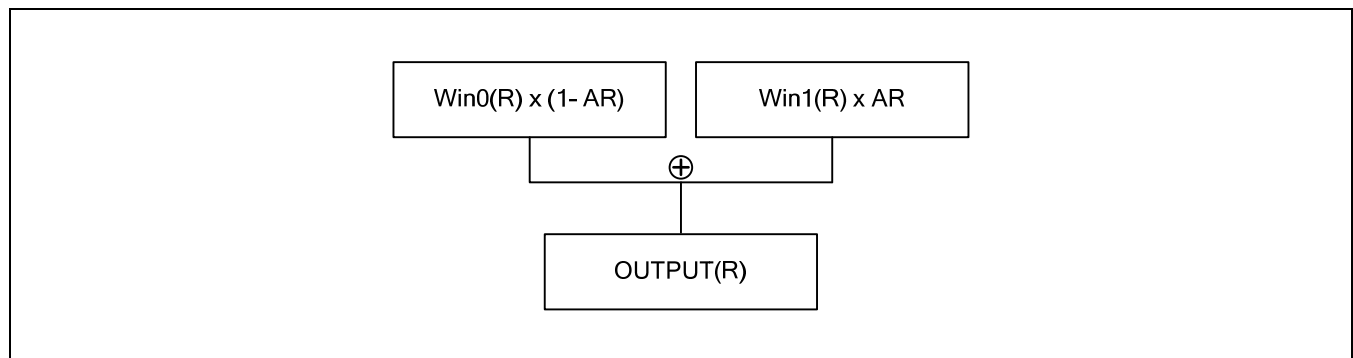 Win0(R) x (1- AR)
Win1(R) x AR
⊕
OUTPUT(R)